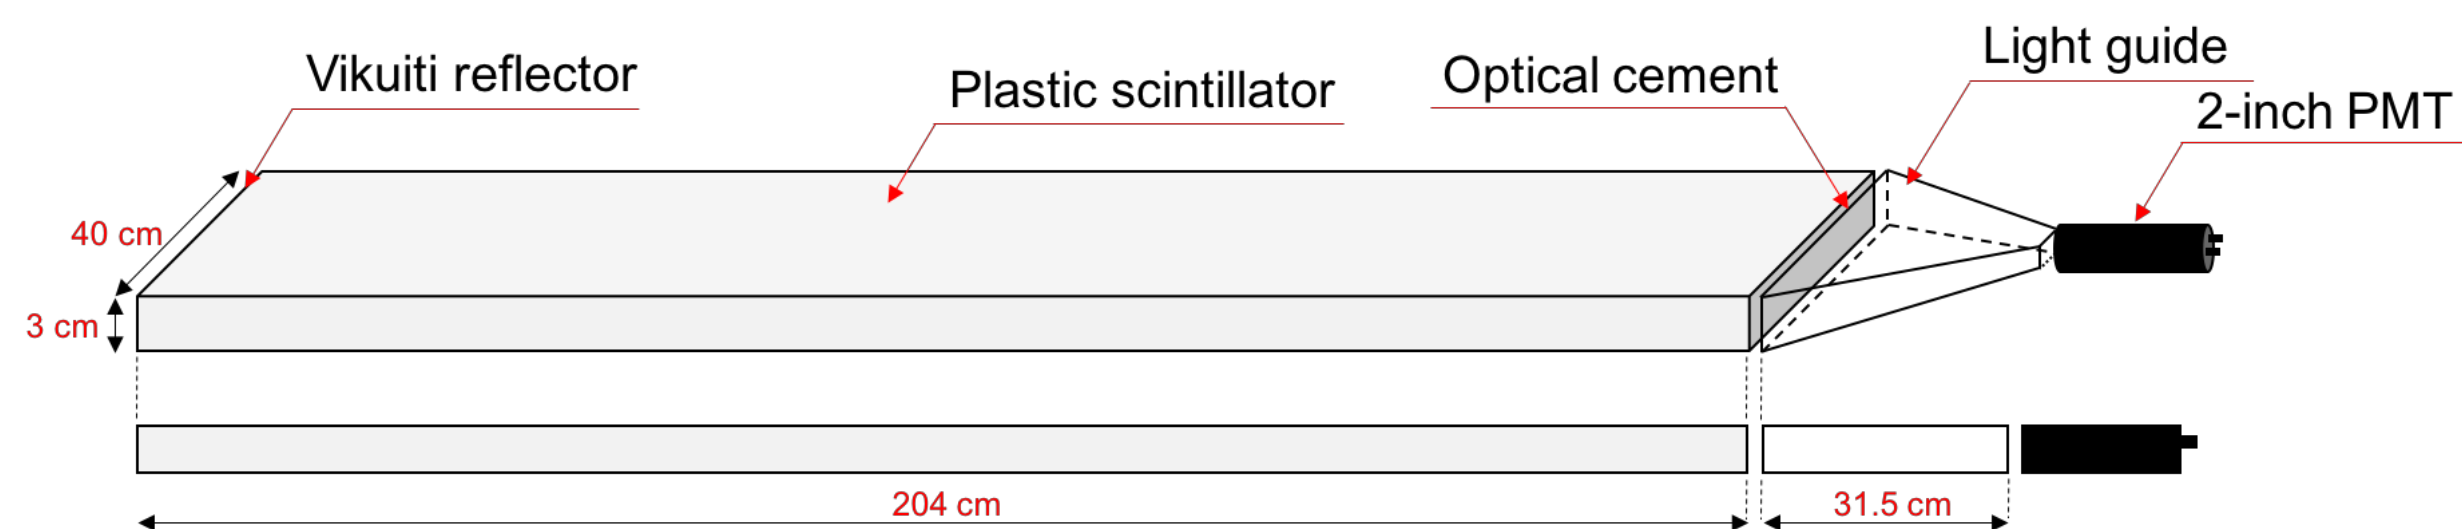 Vikuiti reflector
Plastic scintillator
Optical cement
Light guide
2-inch PMT
40 cm
3 cm
204 cm
31.5 cm